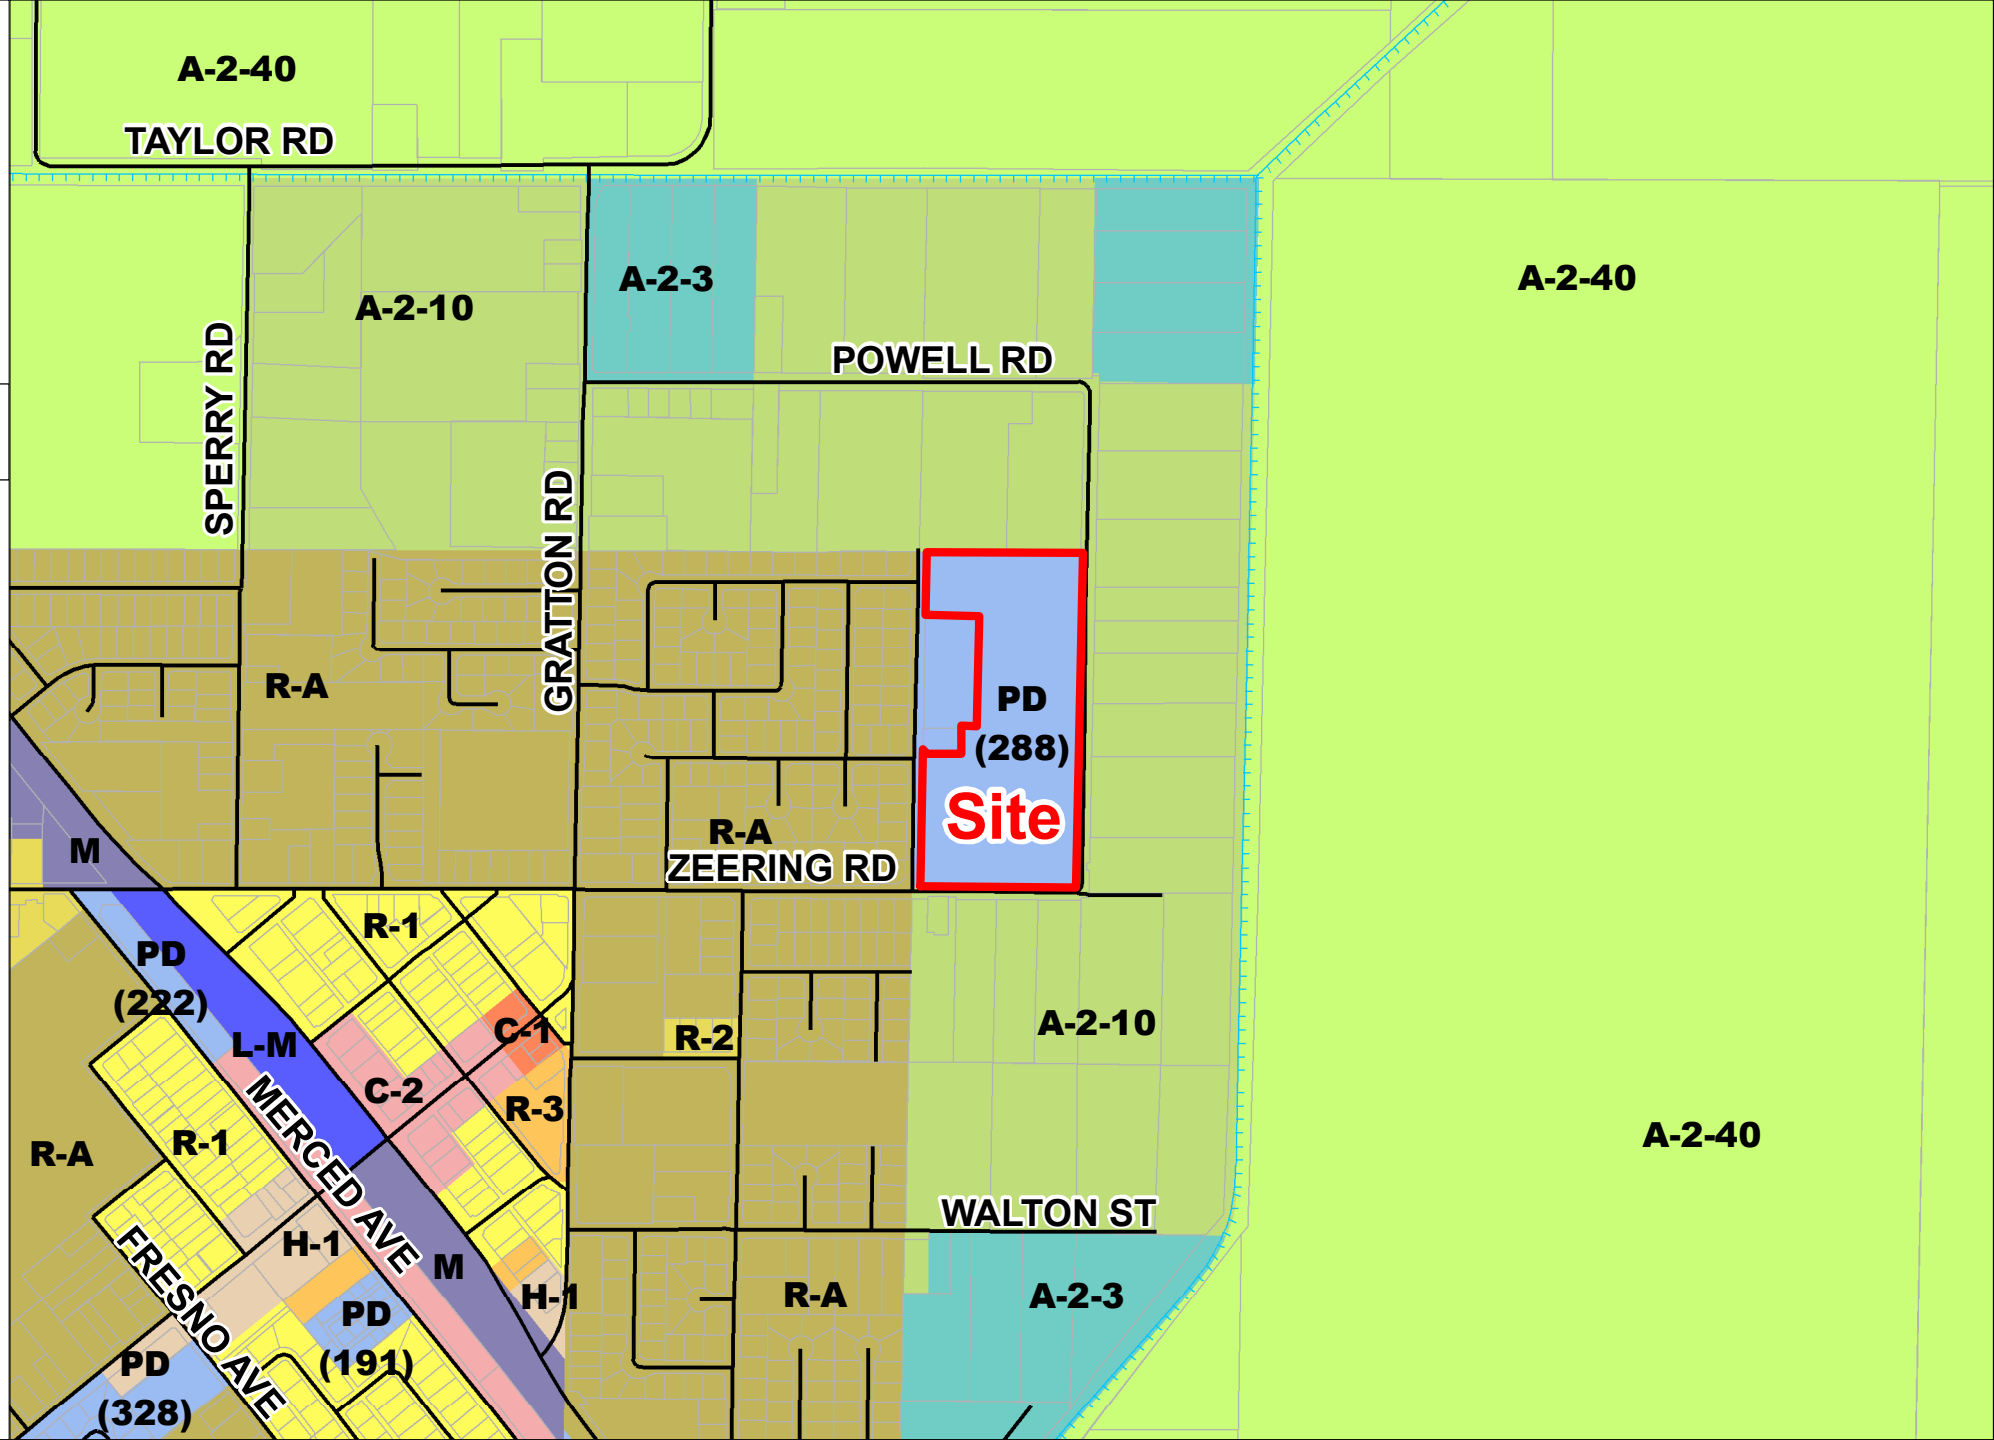 A-2-40
TAYLOR RD
A-2-3
A-2-40
A-2-10
SPERRY RD
POWELL RD
GRATTON RD
R-A
PD
(288)
Site
R-A
M
ZEERING RD
R-1
PD
(222)
C-1
R-2
A-2-10
L-M
C-2
R-3
A-2-40
R-1
R-A
MERCED AVE
WALTON ST
H-1
M
FRESNO AVE
H-1
R-A
A-2-3
PD
(191)
PD
(328)